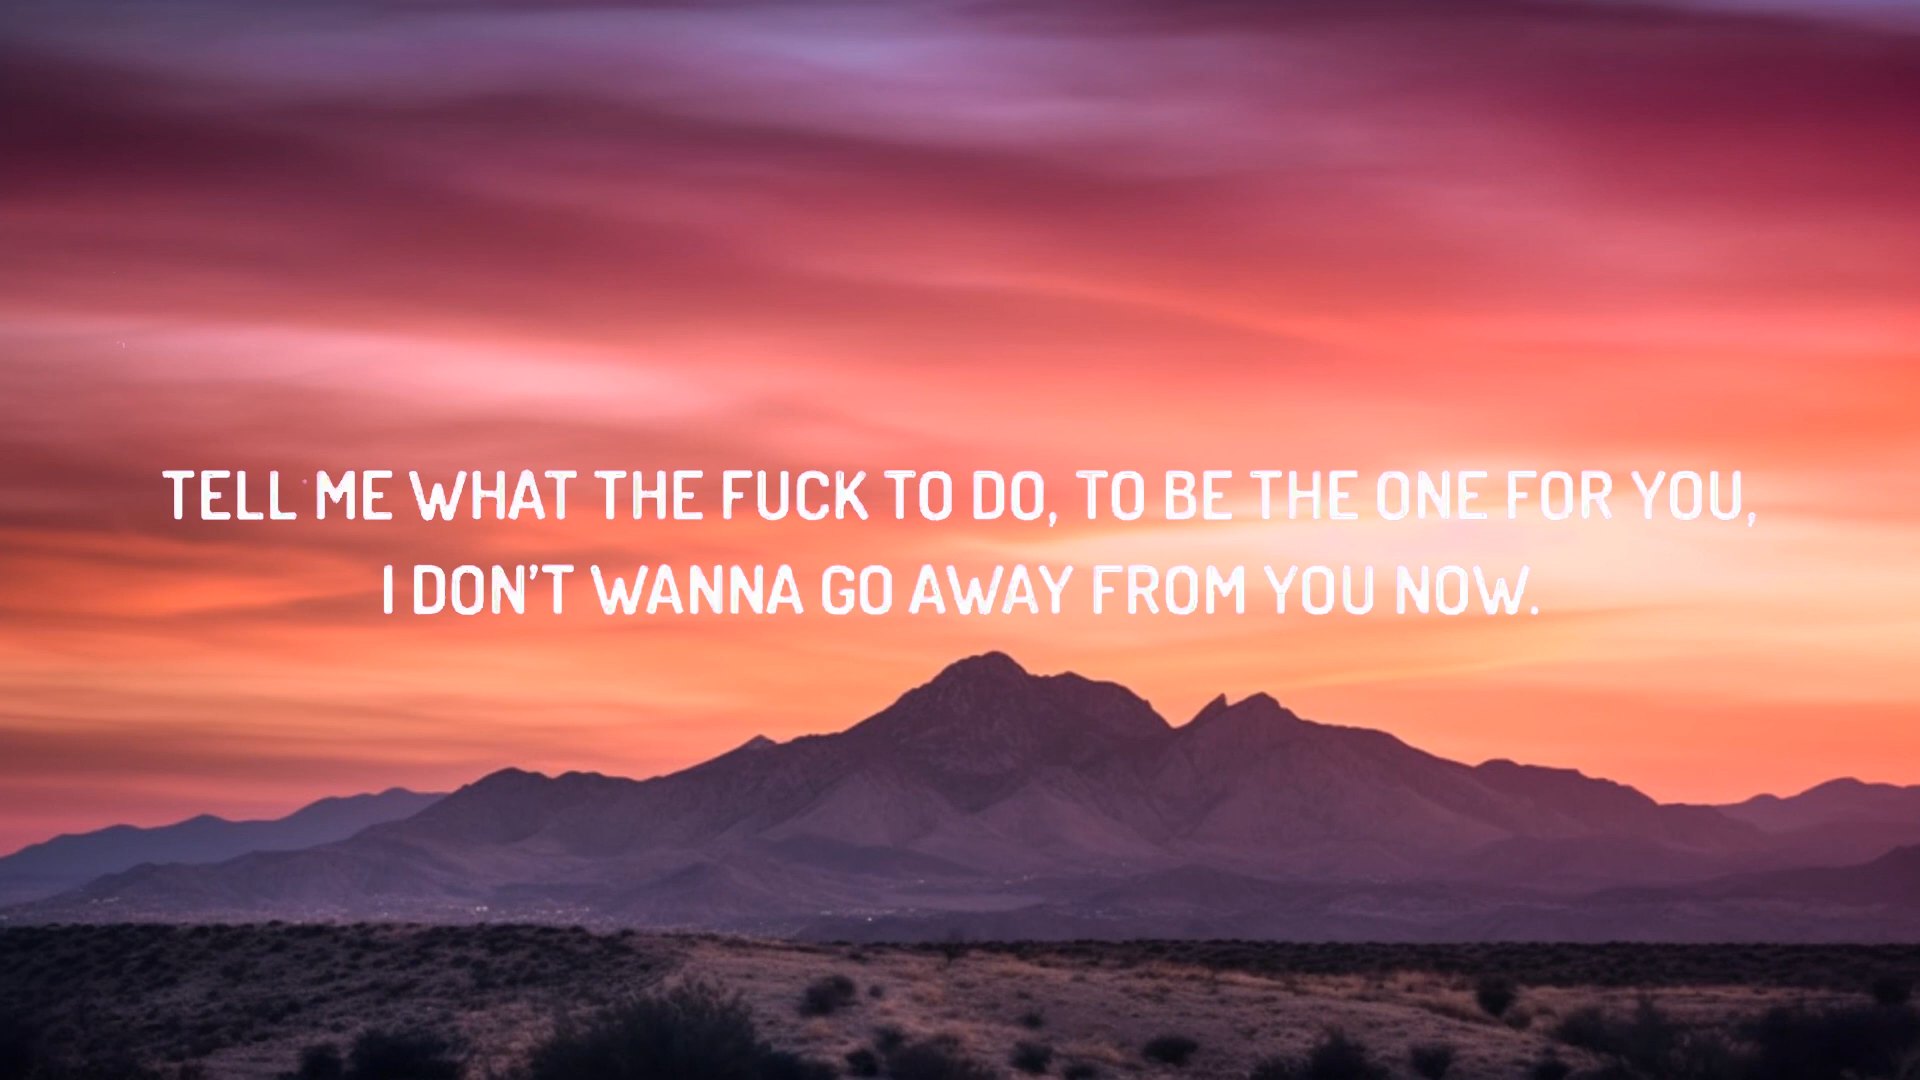 TELL ME WHAT THE FUCK TO DO, TO BE THE ONE FOR YOU,
I DON'T WANNA GO AWAY FROM YOU NOW.